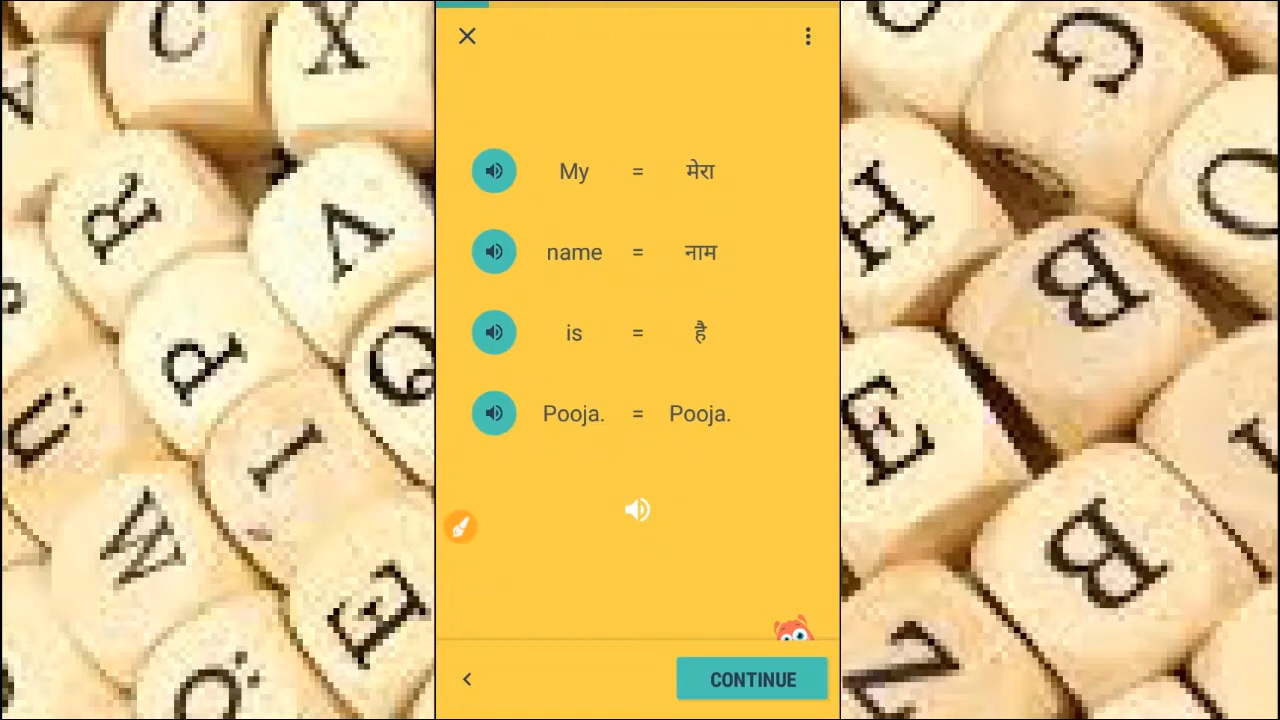 My = मेरा
name = नाम
is = है
Pooja. = Pooja.
CONTINUE